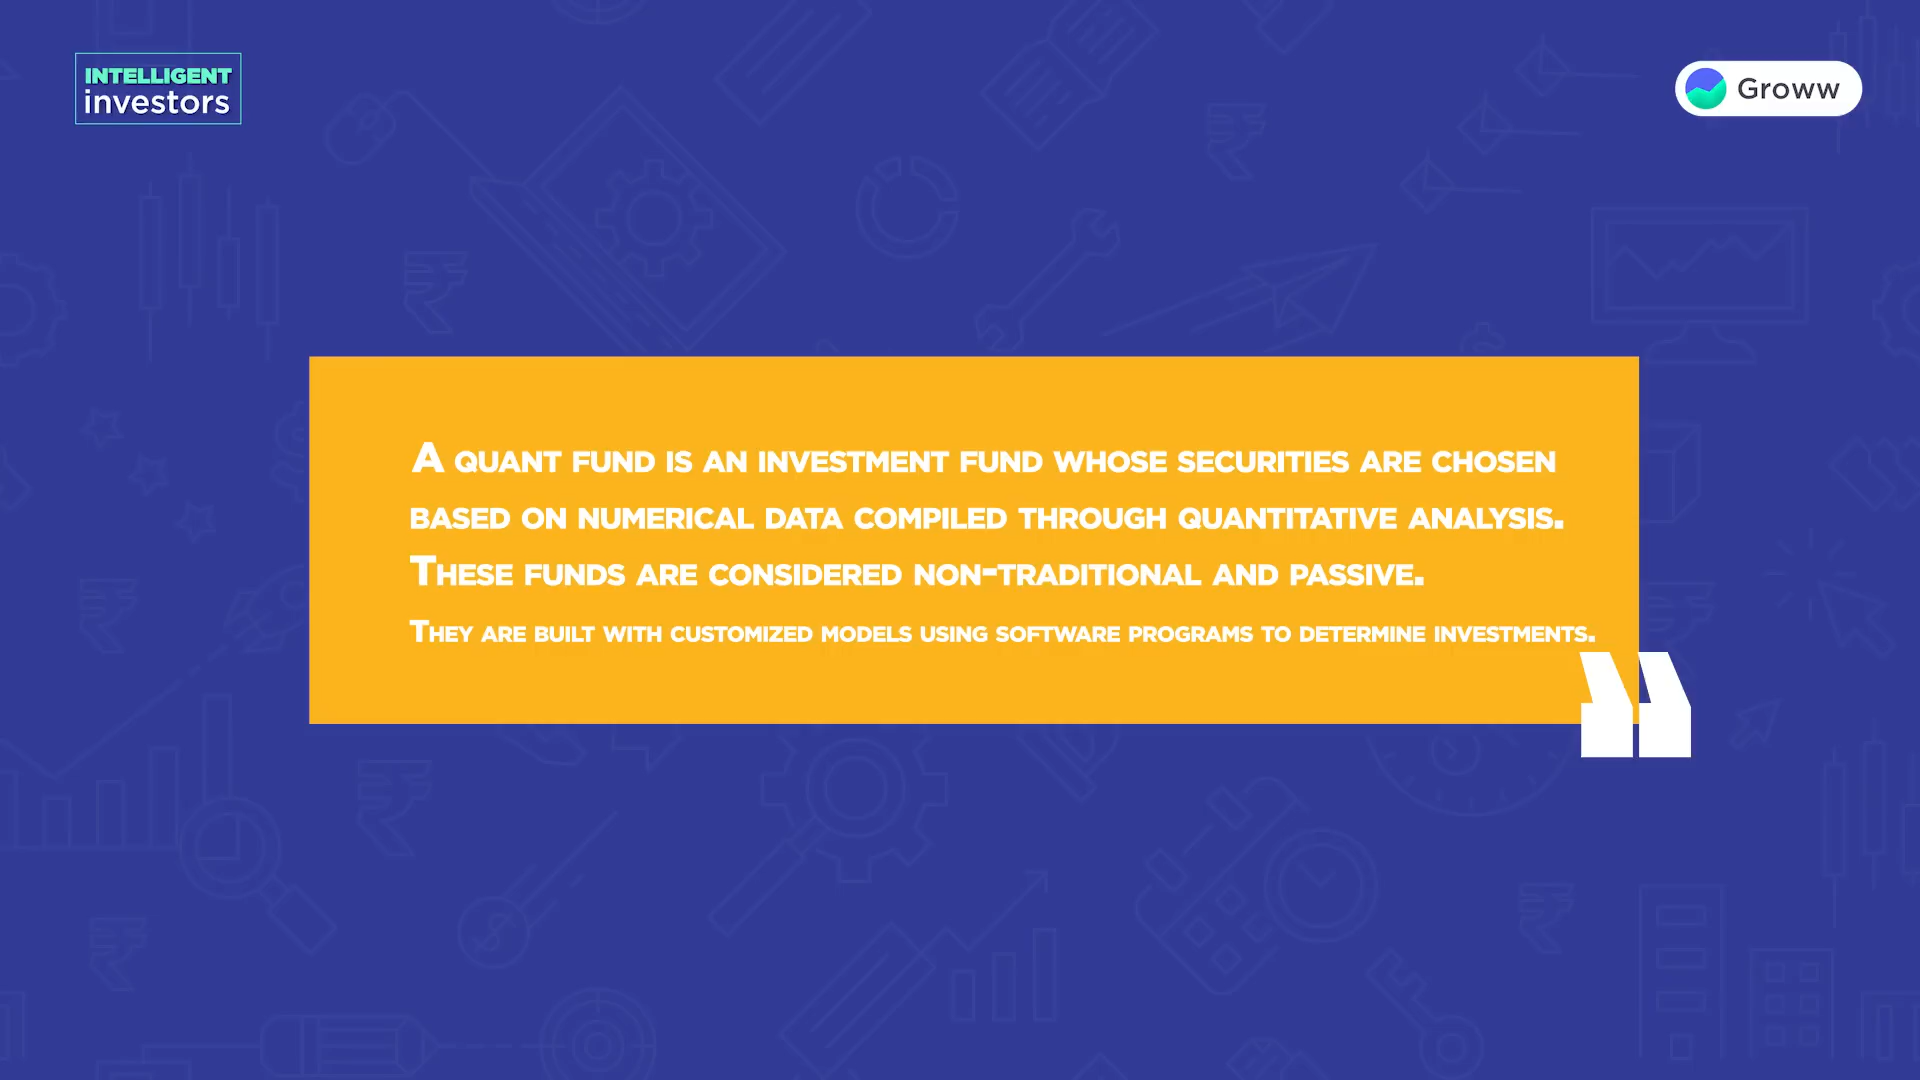 INTELLIGENT
investors
Groww
A QUANT FUND IS AN INVESTMENT FUND WHOSE SECURITIES ARE CHOSEN
BASED ON NUMERICAL DATA COMPILED THROUGH QUANTITATIVE ANALYSIS.
THESE FUNDS ARE CONSIDERED NON-TRADITIONAL AND PASSIVE.
THEY ARE BUILT WITH CUSTOMIZED MODELS USING SOFTWARE PROGRAMS TO DETERMINE INVESTMENTS.